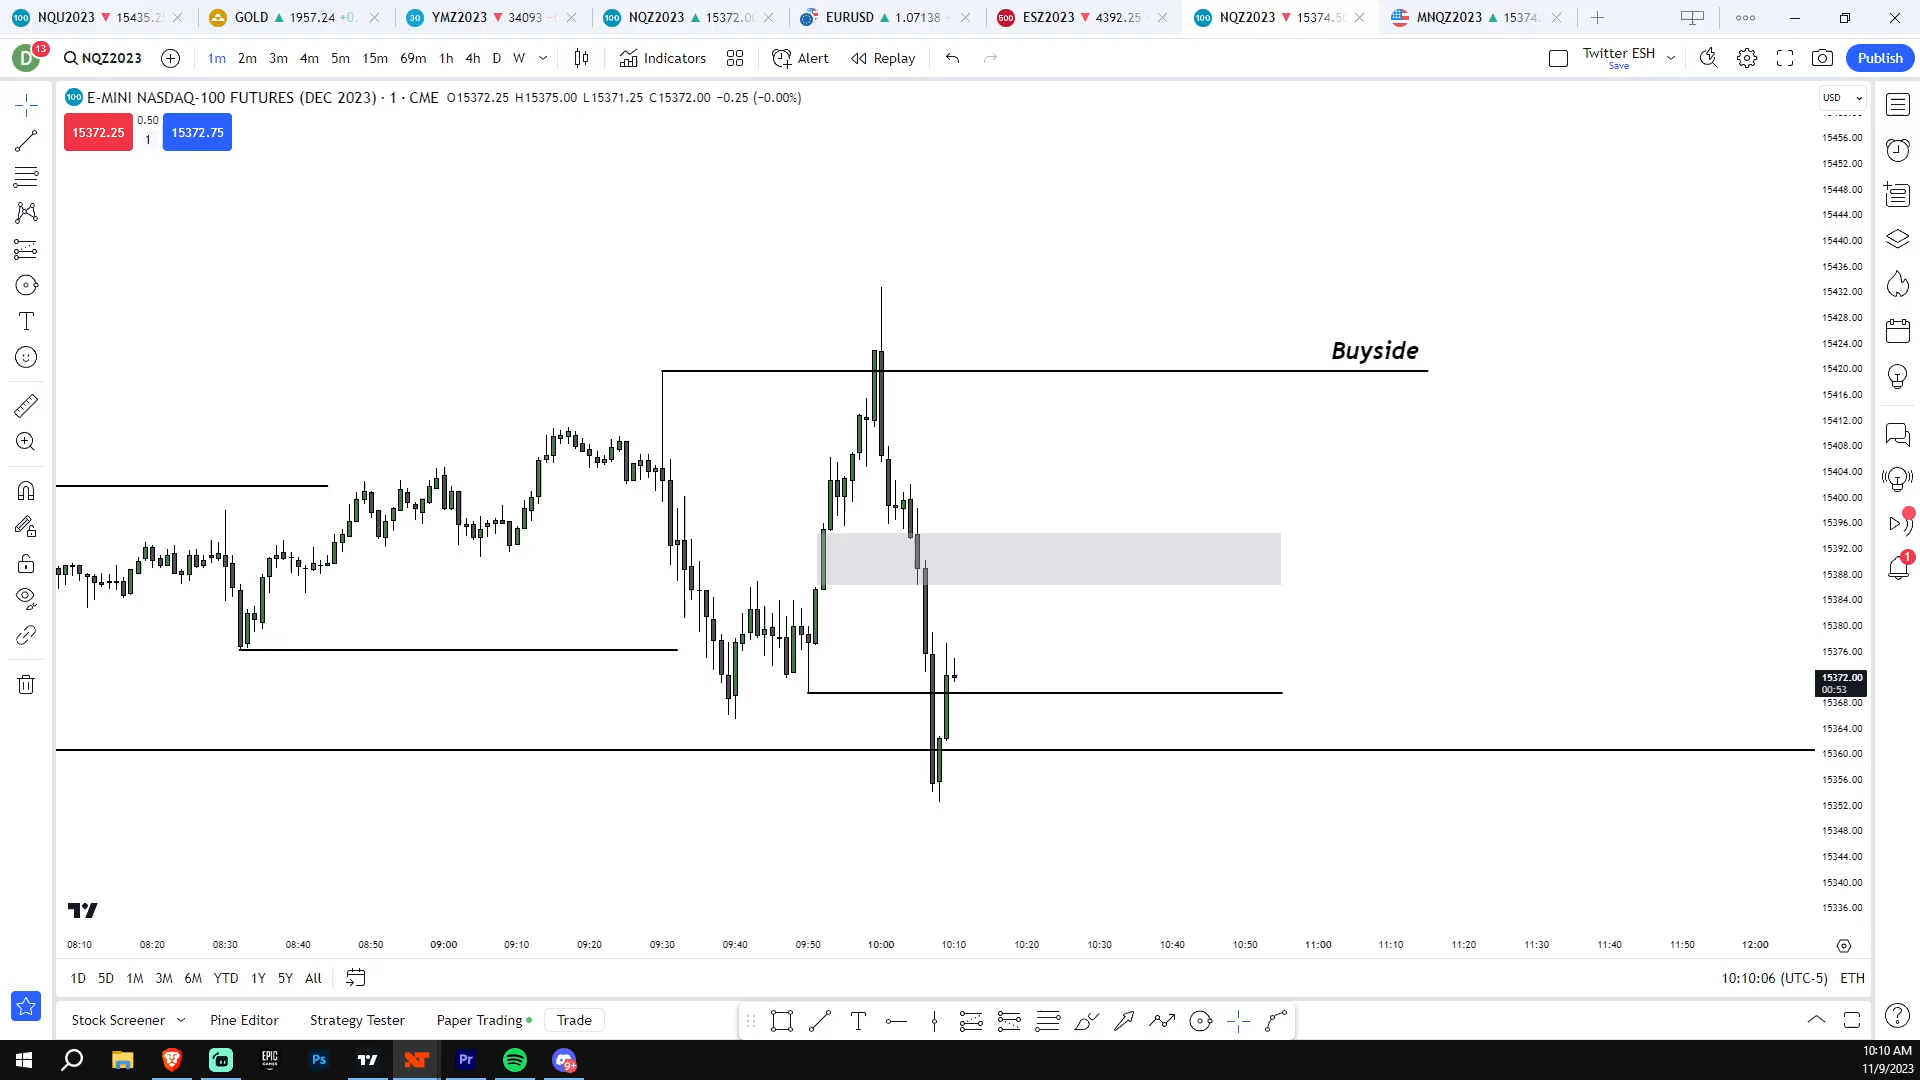 NQU2023 15435.25
GOLD 1957.24 +0.
YMZ2023 34093
NQZ2023 15372.00
EURUSD 1.07138
ESZ2023 4392.25
NQZ2023 15374.50
MNQZ2023 15374.
D 13 NQZ2023 1m 2m 3m 4m 5m 15m 69m 1h 4h D W Indicators Alert Replay Twitter ESH Save Publish
E-MINI NASDAQ-100 FUTURES (DEC 2023) · 1 · CME O15372.25 H15375.00 L15371.25 C15372.00 −0.25 (−0.00%)
USD
15372.25 0.50 1 15372.75
15456.00
15452.00
15448.00
15444.00
15440.00
15436.00
15432.00
15428.00
Buyside
15424.00
15420.00
15416.00
15412.00
15408.00
15404.00
15400.00
15396.00
15392.00
15388.00
15384.00
15380.00
15376.00
15372.00
00:53
15368.00
15364.00
15360.00
15356.00
15352.00
15348.00
15344.00
15340.00
15336.00
08:10 08:20 08:30 08:40 08:50 09:00 09:10 09:20 09:30 09:40 09:50 10:00 10:10 10:20 10:30 10:40 10:50 11:00 11:10 11:20 11:30 11:40 11:50 12:00
1D 5D 1M 3M 6M YTD 1Y 5Y All 10:10:06 (UTC-5) ETH
Stock Screener Pine Editor Strategy Tester Paper Trading Trade
EPIC GAMES Ps Pr 9+
10:10 AM
11/9/2023